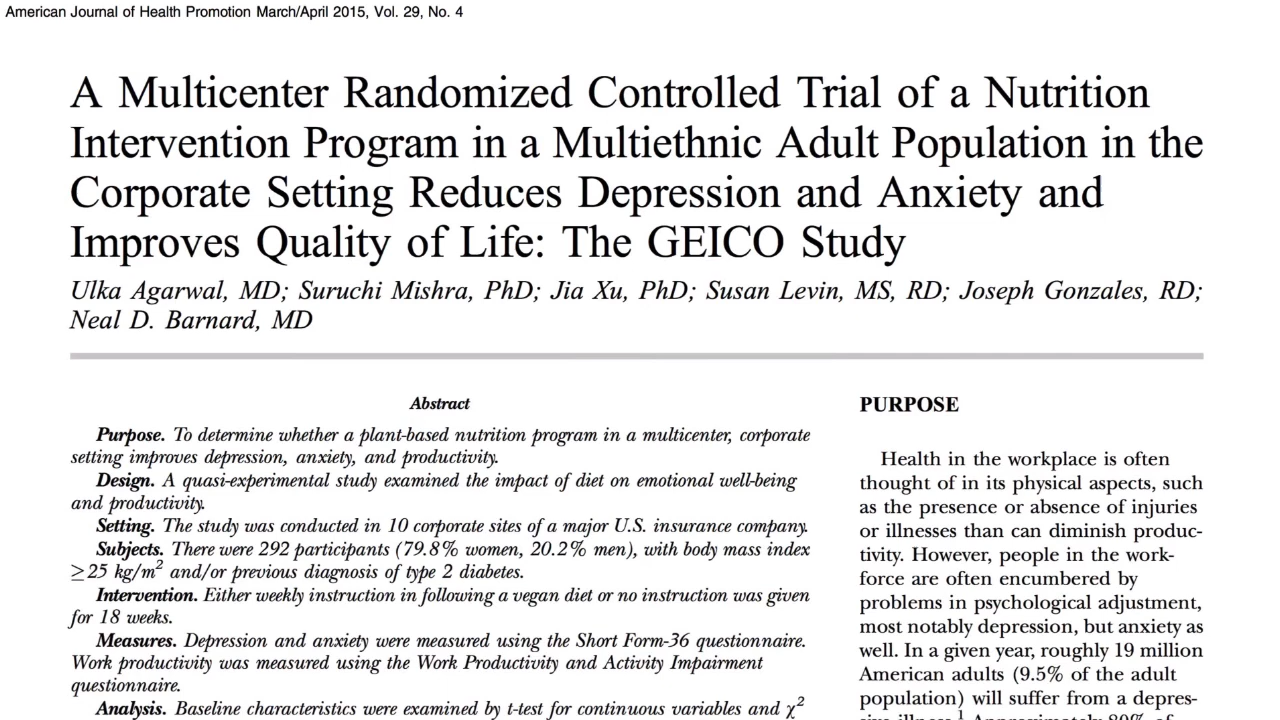 American Journal of Health Promotion March/April 2015, Vol. 29, No. 4
A Multicenter Randomized Controlled Trial of a Nutrition
Intervention Program in a Multiethnic Adult Population in the
Corporate Setting Reduces Depression and Anxiety and
Improves Quality of Life: The GEICO Study
Ulka Agarwal, MD; Suruchi Mishra, PhD; Jia Xu, PhD; Susan Levin, MS, RD; Joseph Gonzales, RD;
Neal D. Barnard, MD
Abstract
Purpose. To determine whether a plant-based nutrition program in a multicenter, corporate
setting improves depression, anxiety, and productivity.
Design. A quasi-experimental study examined the impact of diet on emotional well-being
and productivity.
Setting. The study was conducted in 10 corporate sites of a major U.S. insurance company.
Subjects. There were 292 participants (79.8% women, 20.2% men), with body mass index
≥25 kg/m² and/or previous diagnosis of type 2 diabetes.
Intervention. Either weekly instruction in following a vegan diet or no instruction was given
for 18 weeks.
Measures. Depression and anxiety were measured using the Short Form-36 questionnaire.
Work productivity was measured using the Work Productivity and Activity Impairment
questionnaire.
Analysis. Baseline characteristics were examined by t-test for continuous variables and χ²
PURPOSE
Health in the workplace is often
thought of in its physical aspects, such
as the presence or absence of injuries
or illnesses than can diminish produc-
tivity. However, people in the work-
force are often encumbered by
problems in psychological adjustment,
most notably depression, but anxiety as
well. In a given year, roughly 19 million
American adults (9.5% of the adult
population) will suffer from a depres-
sive illness.¹ Approximately 80% of